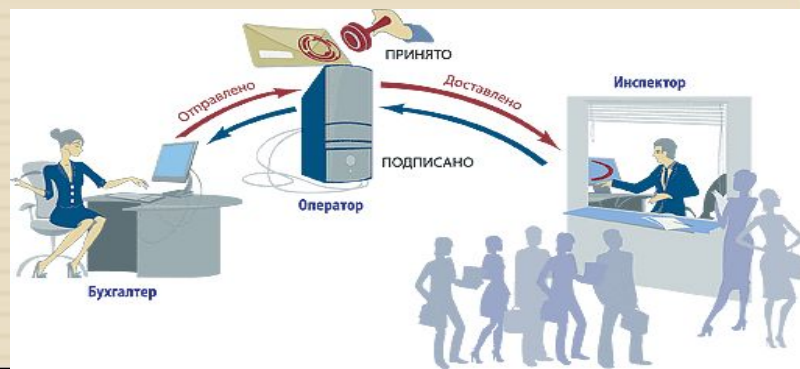 ПРИНЯТО
Отправлено
Доставлено
Инспектор
ПОДПИСАНО
Оператор
Бухгалтер